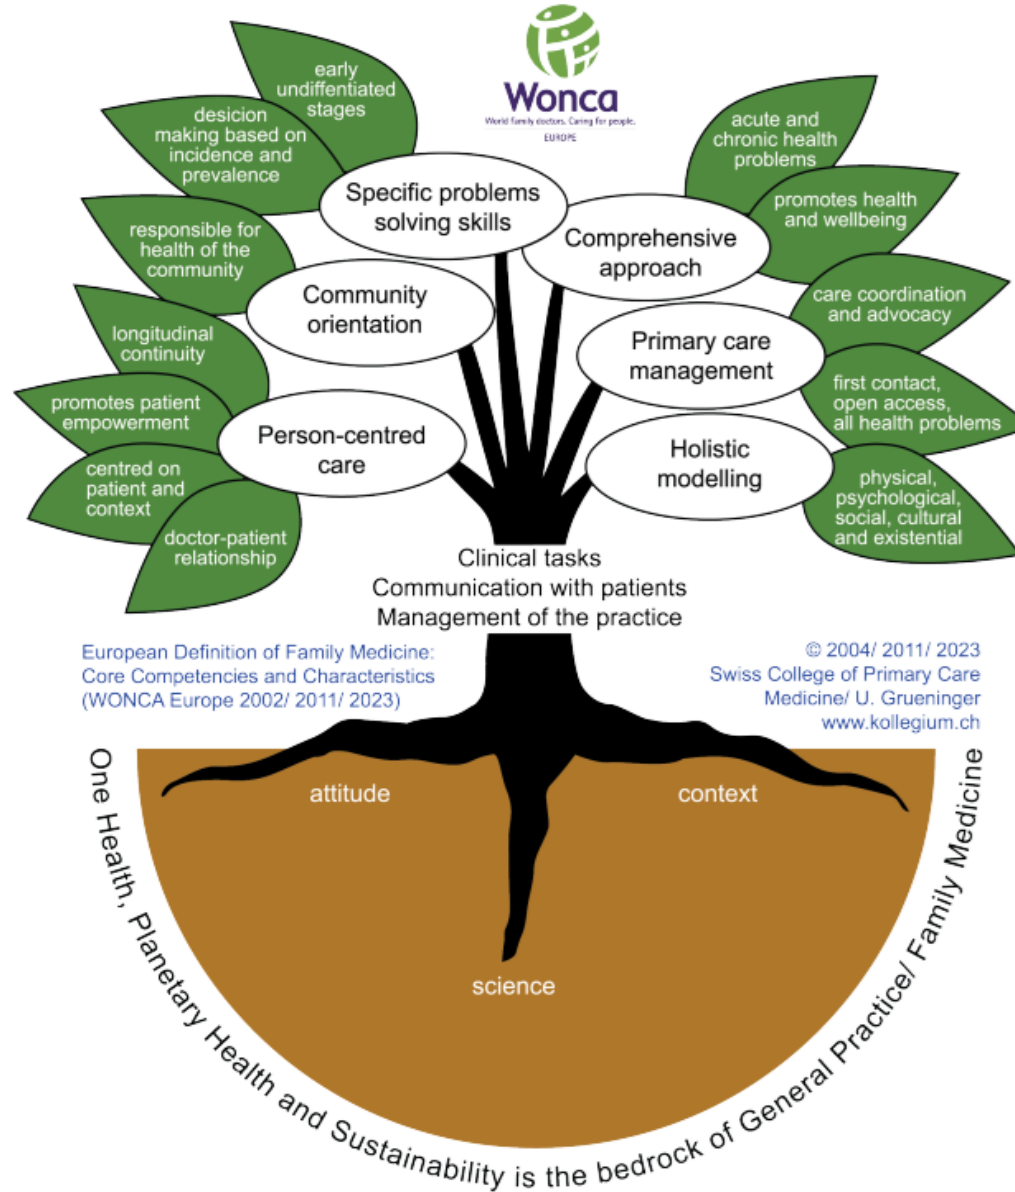 Wonca
World family doctors. Caring for people.
EUROPE
early
undiffentiated
stages
desicion
making based on
incidence and
prevalence
responsible for
health of the
community
longitudinal
continuity
promotes patient
empowerment
centred on
patient and
context
doctor-patient
relationship
Specific problems
solving skills
Community
orientation
Person-centred
care
Comprehensive
approach
Primary care
management
Holistic
modelling
acute and
chronic health
problems
promotes health
and wellbeing
care coordination
and advocacy
first contact,
open access,
all health problems
physical,
psychological,
social, cultural
and existential
Clinical tasks
Communication with patients
Management of the practice
European Definition of Family Medicine:
Core Competencies and Characteristics
(WONCA Europe 2002/ 2011/ 2023)
© 2004/ 2011/ 2023
Swiss College of Primary Care
Medicine/ U. Grueninger
www.kollegium.ch
attitude
context
science
One Health, Planetary Health and Sustainability is the bedrock of General Practice/ Family Medicine